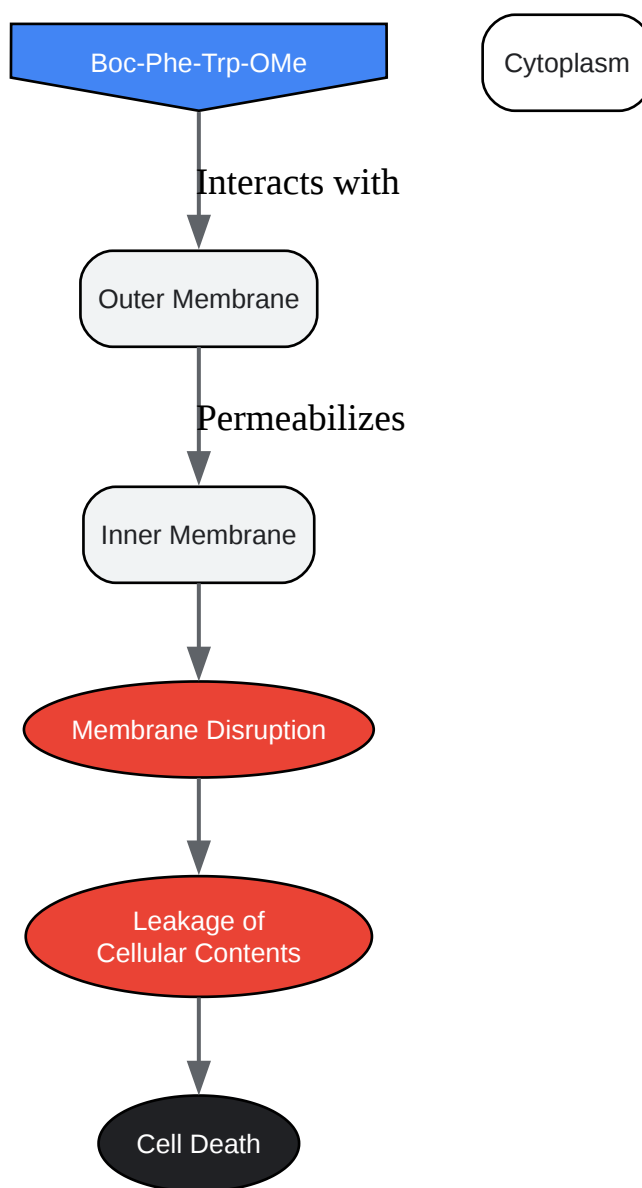 Boc-Phe-Trp-OMe
Cytoplasm
Interacts with
Outer Membrane
Permeabilizes
Inner Membrane
Membrane Disruption
Leakage of
Cellular Contents
Cell Death